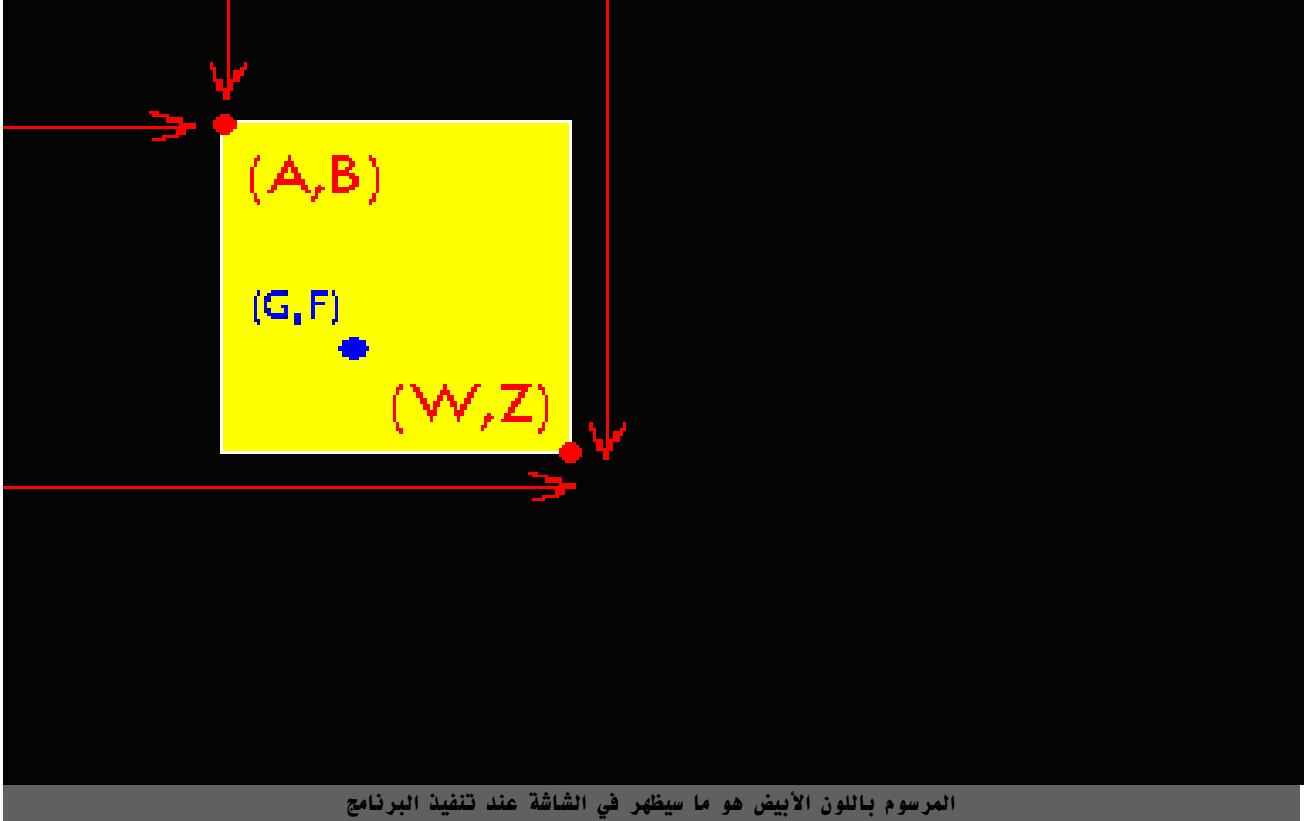 (A,B)
(G,F)
(W,Z)
المرسوم باللون الأبيض هو ما سيظهر في الشاشة عند تنفيذ البرنامج